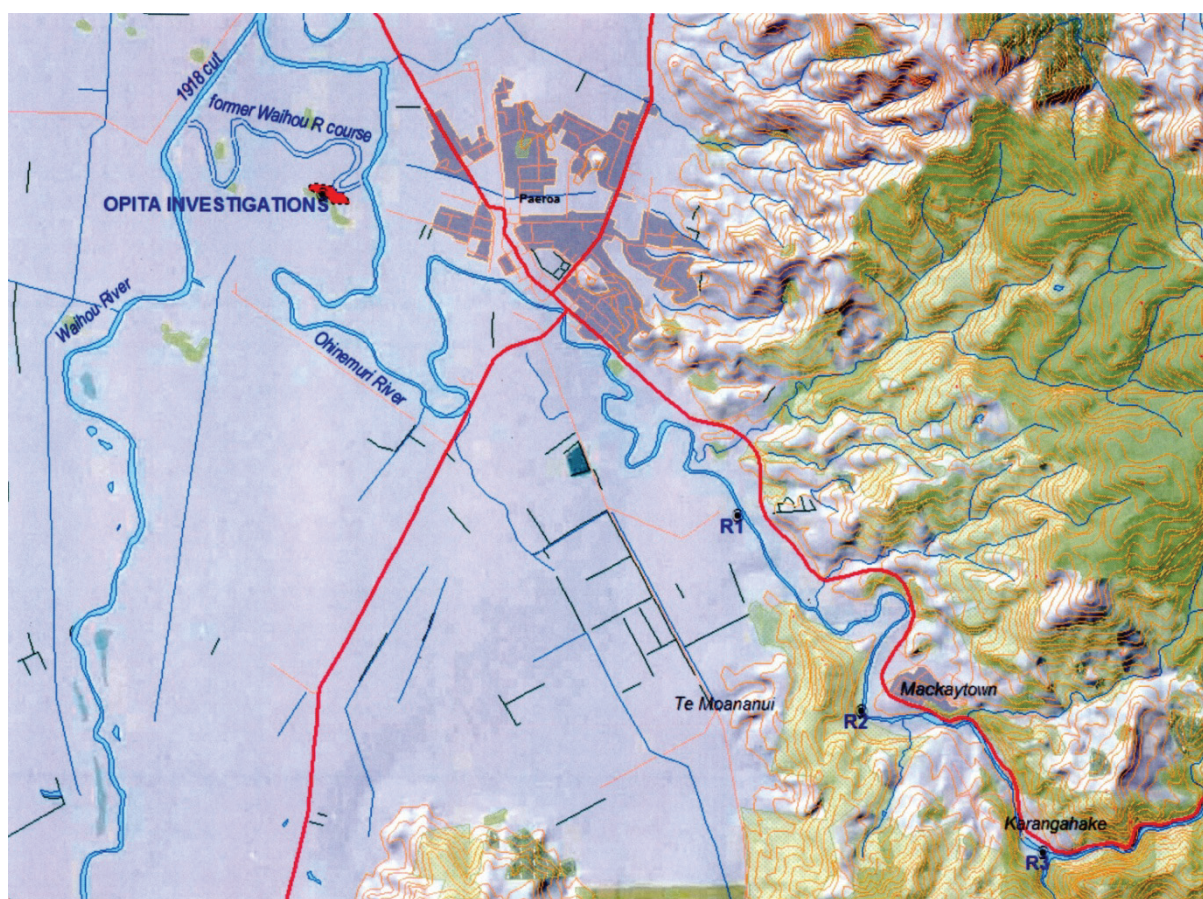 1918 cut
former Waihou R course
OPITA INVESTIGATIONS
Paeroa
Waihou River
Ohinemuri River
R1
Te Moananui
Mackaytown
R2
Karangahake
R3